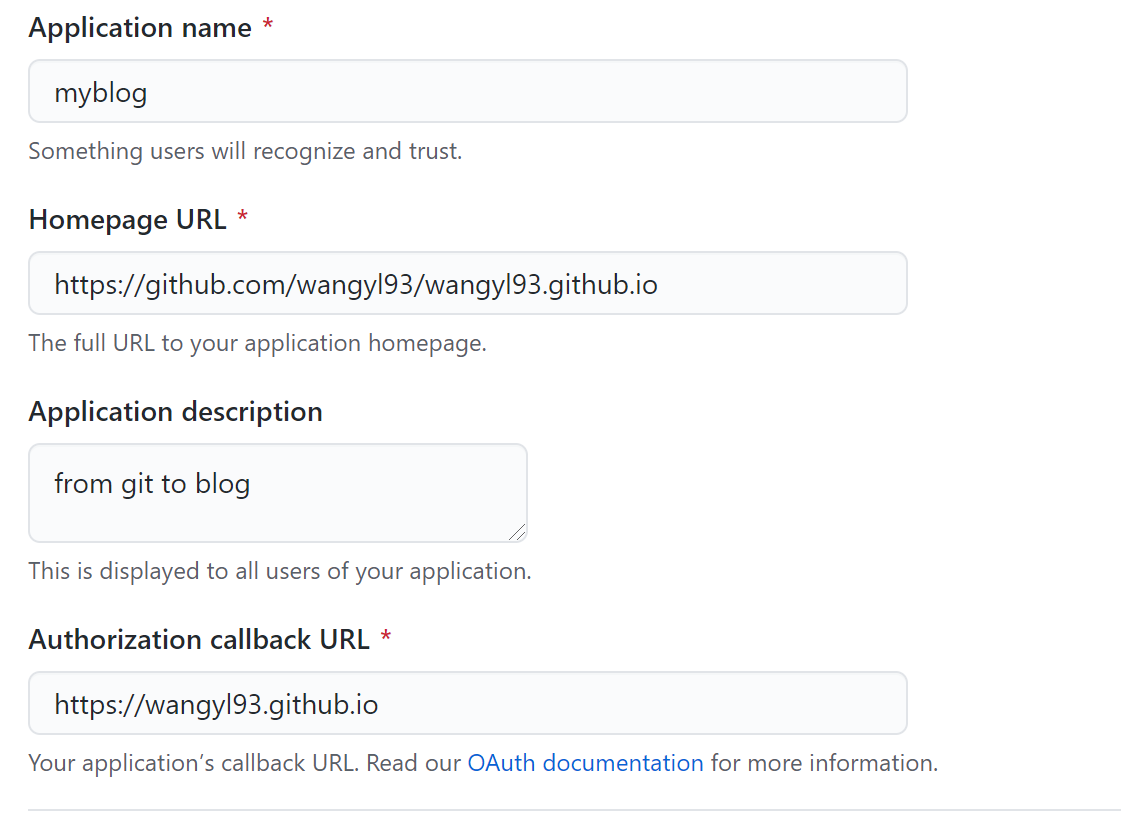 Application name *
myblog
Something users will recognize and trust.
Homepage URL *
https://github.com/wangyl93/wangyl93.github.io
The full URL to your application homepage.
Application description
from git to blog
This is displayed to all users of your application.
Authorization callback URL *
https://wangyl93.github.io
Your application’s callback URL. Read our OAuth documentation for more information.